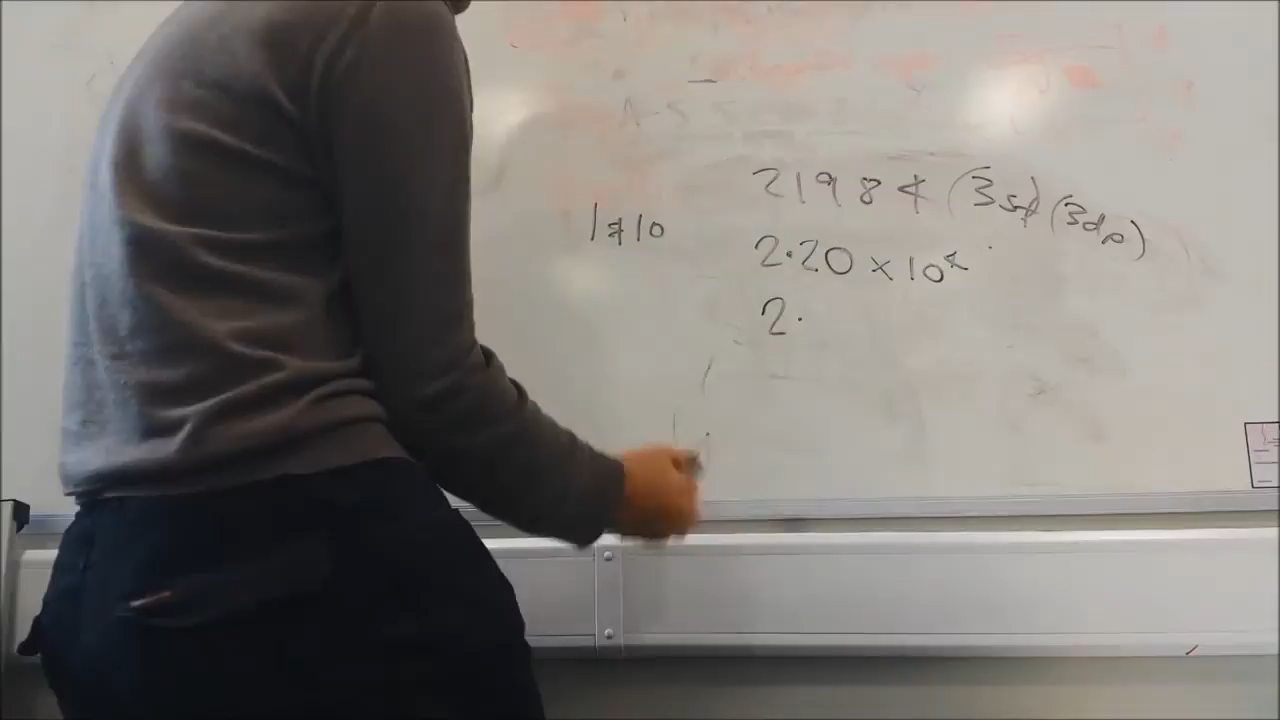 21984 (3sf) (3dp)
1 ≠ 10
2.20 x 10⁴
2.